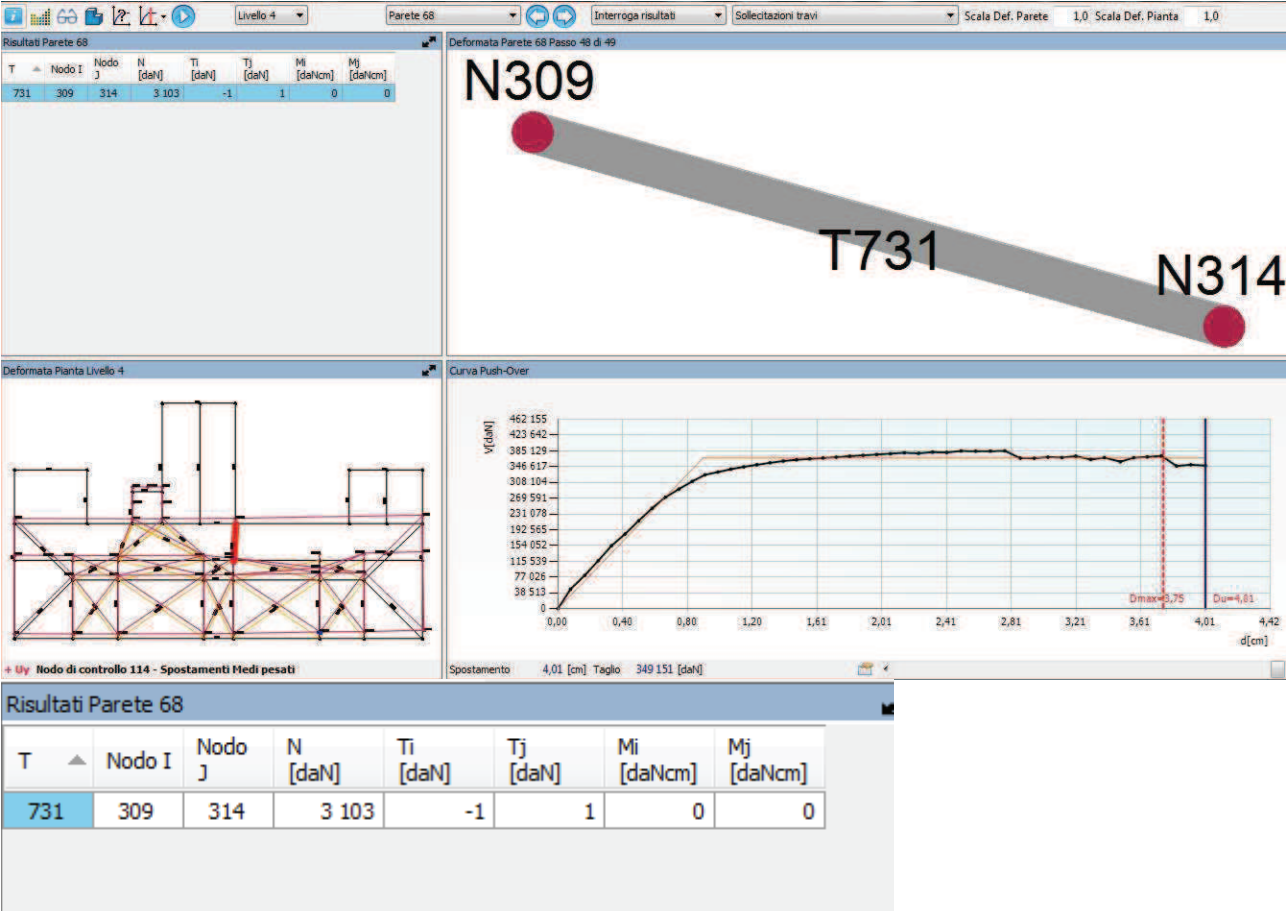 Livello 4 Parete 68 Interroga risultati Sollecitazioni travi Scala Def. Parete 1,0 Scala Def. Pianta 1,0
Risultati Parete 68
T Nodo I Nodo J N [daN] Ti [daN] Tj [daN] Mi [daNcm] Mj [daNcm]
731 309 314 3 103 -1 1 0 0
Deformata Parete 68 Passo 48 di 49
N309
T731
N314
Deformata Pianta Livello 4
+ Uy Nodo di controllo 114 - Spostamenti Medi pesati
Curva Push-Over
V[daN]
462 155
423 642
385 129
346 617
308 104
269 591
231 078
192 565
154 052
115 539
77 026
38 513
0
Dmax=3,75 Du=4,01
0,00 0,40 0,80 1,20 1,60 2,01 2,41 2,81 3,21 3,61 4,01 4,42
d[cm]
Spostamento 4,01 [cm] Taglio 349 151 [daN]
Risultati Parete 68
T Nodo I Nodo J N [daN] Ti [daN] Tj [daN] Mi [daNcm] Mj [daNcm]
731 309 314 3 103 -1 1 0 0